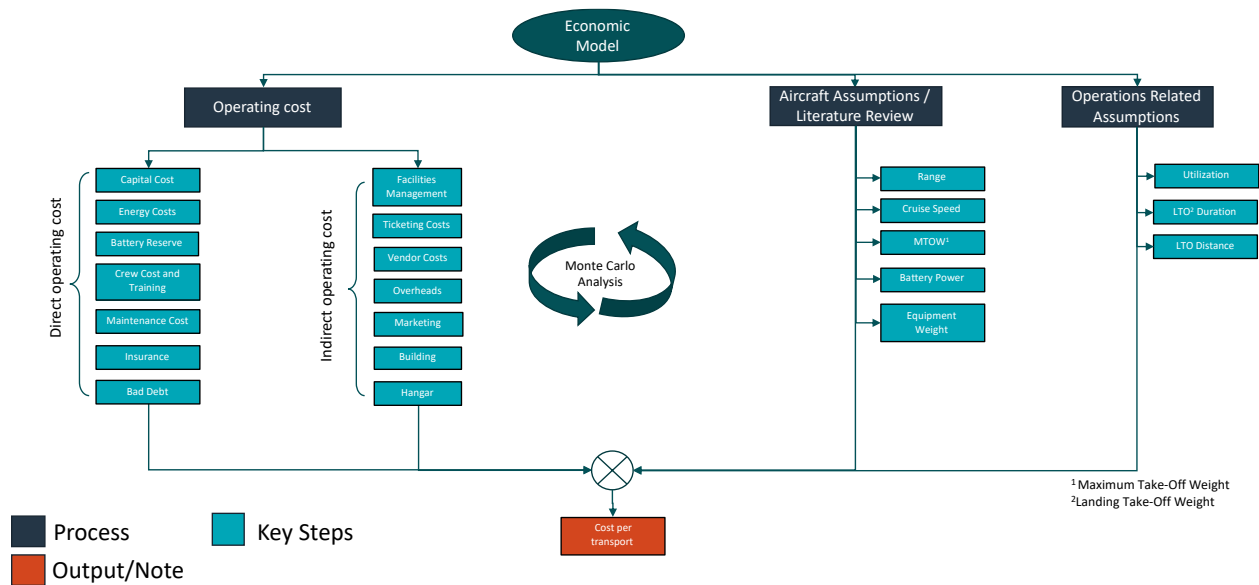 Economic
Model
Operating cost
Aircraft Assumptions /
Literature Review
Operations Related
Assumptions
Direct operating cost
Capital Cost
Energy Costs
Battery Reserve
Crew Cost and
Training
Maintenance Cost
Insurance
Bad Debt
Indirect operating cost
Facilities
Management
Ticketing Costs
Vendor Costs
Overheads
Marketing
Building
Hangar
Monte Carlo
Analysis
Range
Cruise Speed
MTOW¹
Battery Power
Equipment
Weight
Utilization
LTO² Duration
LTO Distance
¹ Maximum Take-Off Weight
²Landing Take-Off Weight
Cost per
transport
Process
Key Steps
Output/Note